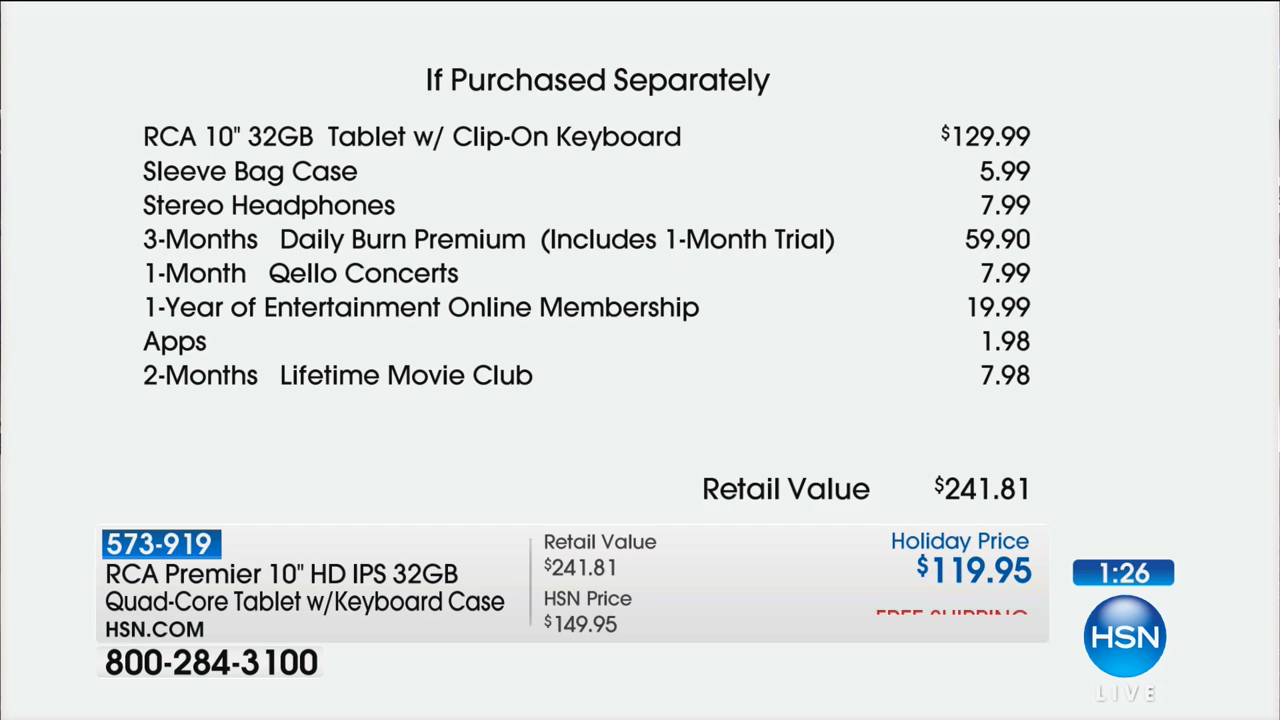 If Purchased Separately
RCA 10" 32GB Tablet w/ Clip-On Keyboard $129.99
Sleeve Bag Case 5.99
Stereo Headphones 7.99
3-Months Daily Burn Premium (Includes 1-Month Trial) 59.90
1-Month Qello Concerts 7.99
1-Year of Entertainment Online Membership 19.99
Apps 1.98
2-Months Lifetime Movie Club 7.98
Retail Value $241.81
573-919
RCA Premier 10" HD IPS 32GB
Quad-Core Tablet w/Keyboard Case
HSN.COM
800-284-3100
Retail Value
$241.81
HSN Price
$149.95
Holiday Price
$119.95
FREE SHIPPING
1:26
HSN
LIVE